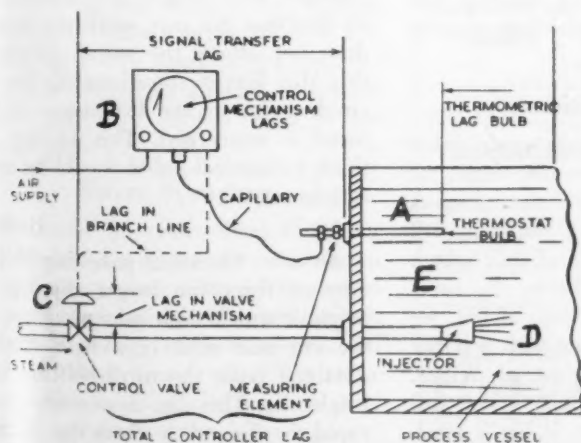 SIGNAL TRANSFER
LAG
B
CONTROL
MECHANISM
LAGS
THERMOMETRIC
LAG BULB
AIR
SUPPLY
LAG IN
BRANCH LINE
CAPILLARY
A
THERMOSTAT
BULB
E
C
LAG IN VALVE
MECHANISM
D
STEAM
INJECTOR
CONTROL VALVE
MEASURING
ELEMENT
TOTAL CONTROLLER LAG
PROCESS VESSEL